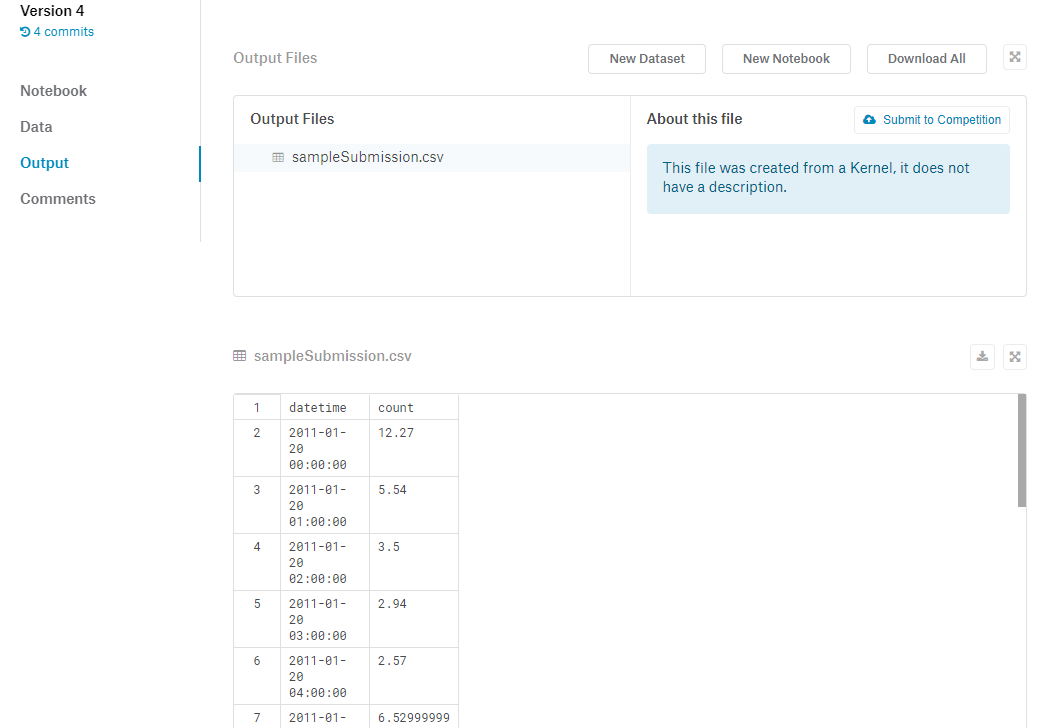 Version 4
4 commits
Notebook
Data
Output
Comments
Output Files
New Dataset
New Notebook
Download All
Output Files
sampleSubmission.csv
About this file
Submit to Competition
This file was created from a Kernel, it does not
have a description.
sampleSubmission.csv
1 datetime count
2 2011-01- 12.27
20
00:00:00
3 2011-01- 5.54
20
01:00:00
4 2011-01- 3.5
20
02:00:00
5 2011-01- 2.94
20
03:00:00
6 2011-01- 2.57
20
04:00:00
7 2011-01- 6.52999999